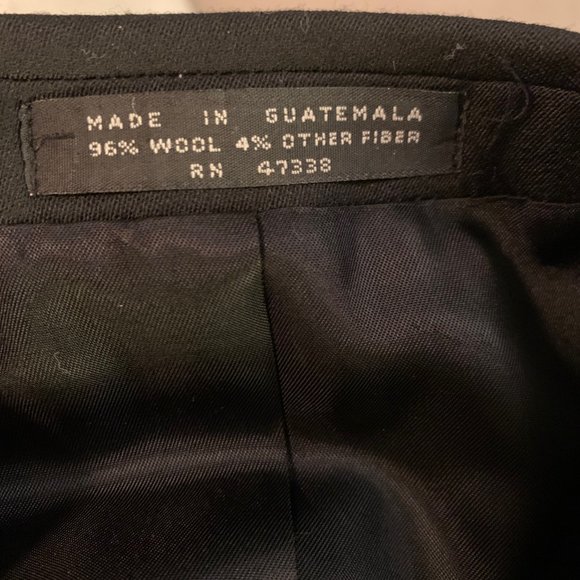 MADE IN GUATEMALA
96% WOOL 4% OTHER FIBER
RN 47338